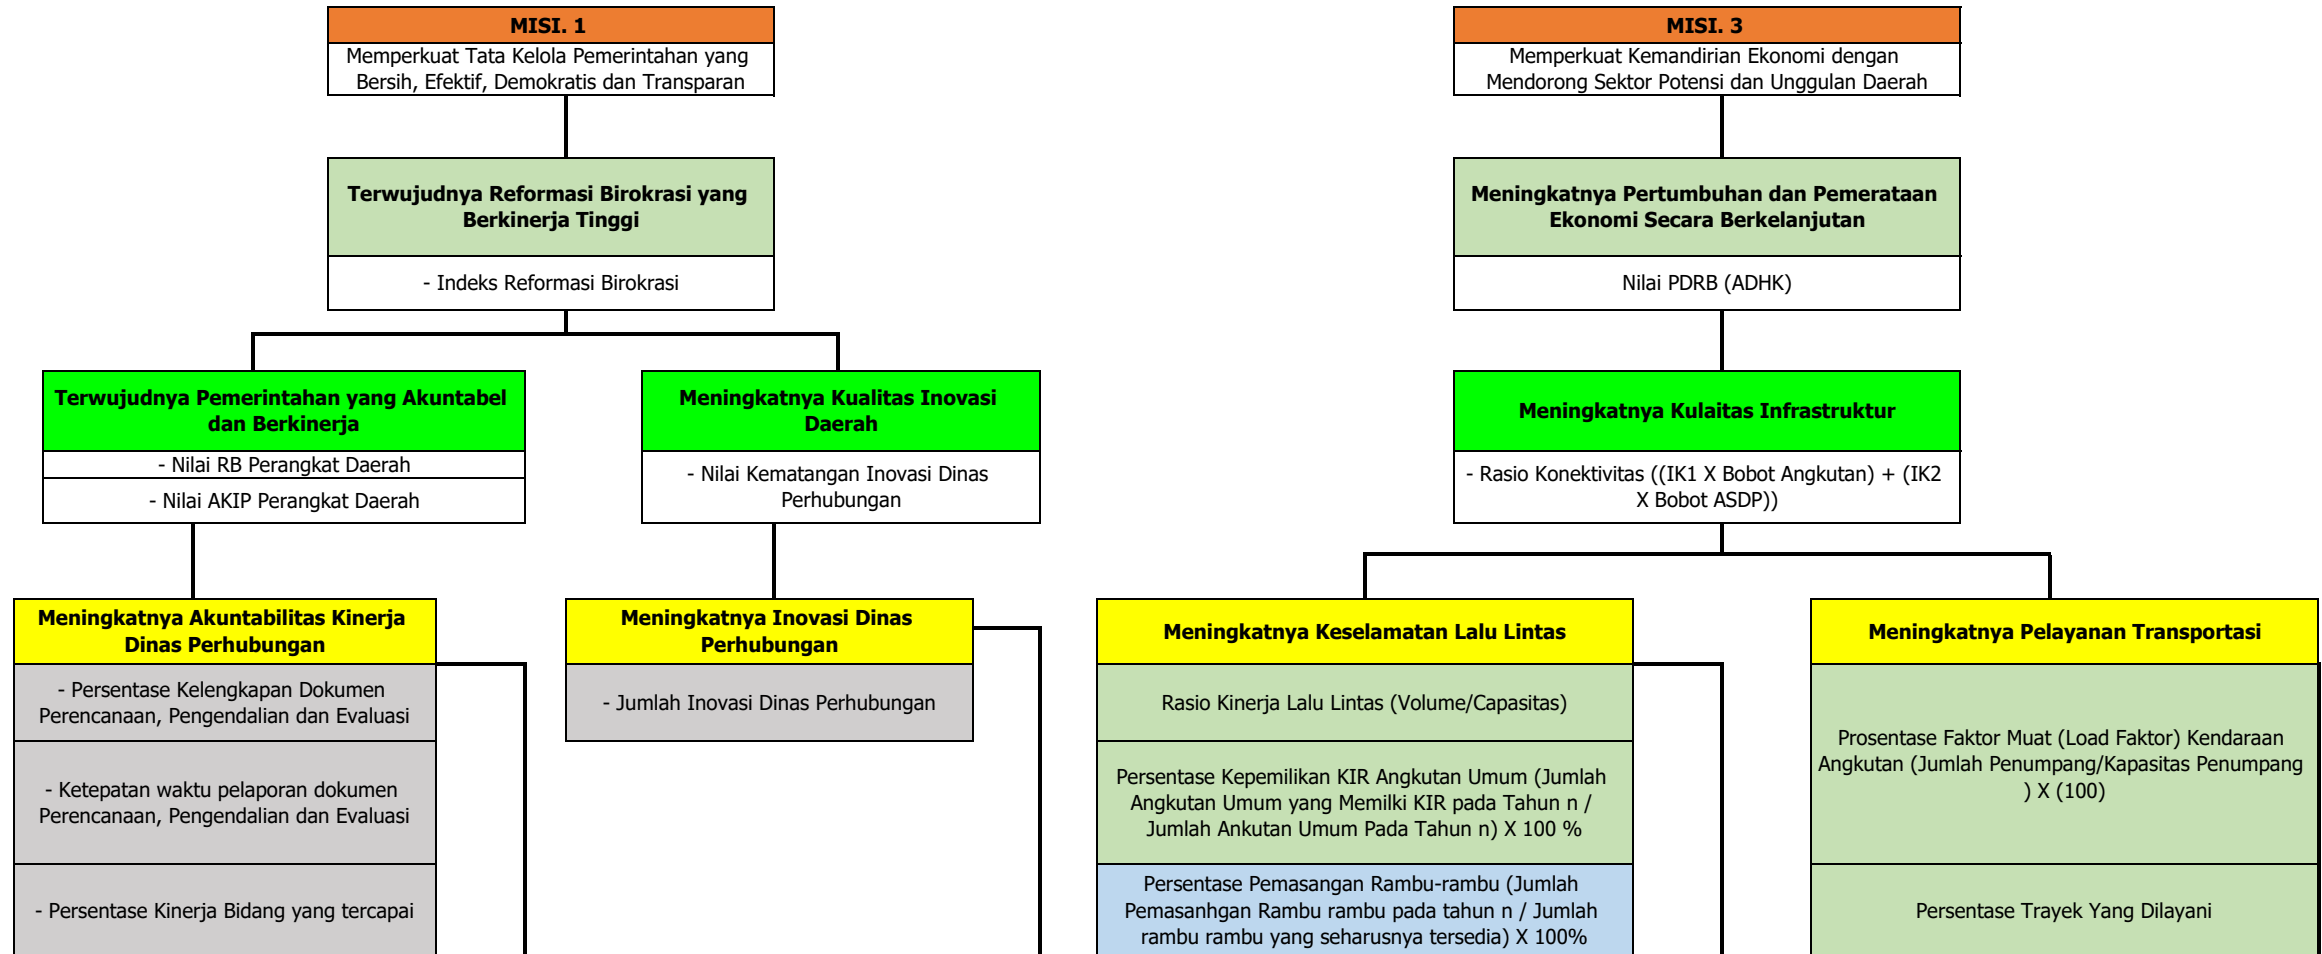 MISI. 1
Memperkuat Tata Kelola Pemerintahan yang
Bersih, Efektif, Demokratis dan Transparan
Terwujudnya Reformasi Birokrasi yang
Berkinerja Tinggi
- Indeks Reformasi Birokrasi
Terwujudnya Pemerintahan yang Akuntabel
dan Berkinerja
- Nilai RB Perangkat Daerah
- Nilai AKIP Perangkat Daerah
Meningkatnya Kualitas Inovasi
Daerah
- Nilai Kematangan Inovasi Dinas
Perhubungan
Meningkatnya Akuntabilitas Kinerja
Dinas Perhubungan
- Persentase Kelengkapan Dokumen
Perencanaan, Pengendalian dan Evaluasi
- Ketepatan waktu pelaporan dokumen
Perencanaan, Pengendalian dan Evaluasi
- Persentase Kinerja Bidang yang tercapai
Meningkatnya Inovasi Dinas
Perhubungan
- Jumlah Inovasi Dinas Perhubungan
MISI. 3
Memperkuat Kemandirian Ekonomi dengan
Mendorong Sektor Potensi dan Unggulan Daerah
Meningkatnya Pertumbuhan dan Pemerataan
Ekonomi Secara Berkelanjutan
Nilai PDRB (ADHK)
Meningkatnya Kulaitas Infrastruktur
- Rasio Konektivitas ((IK1 X Bobot Angkutan) + (IK2
X Bobot ASDP))
Meningkatnya Keselamatan Lalu Lintas
Rasio Kinerja Lalu Lintas (Volume/Capasitas)
Persentase Kepemilikan KIR Angkutan Umum (Jumlah
Angkutan Umum yang Memilki KIR pada Tahun n /
Jumlah Ankutan Umum Pada Tahun n) X 100 %
Persentase Pemasangan Rambu-rambu (Jumlah
Pemasanhgan Rambu rambu pada tahun n / Jumlah
rambu rambu yang seharusnya tersedia) X 100%
Meningkatnya Pelayanan Transportasi
Prosentase Faktor Muat (Load Faktor) Kendaraan
Angkutan (Jumlah Penumpang/Kapasitas Penumpang
) X (100)
Persentase Trayek Yang Dilayani